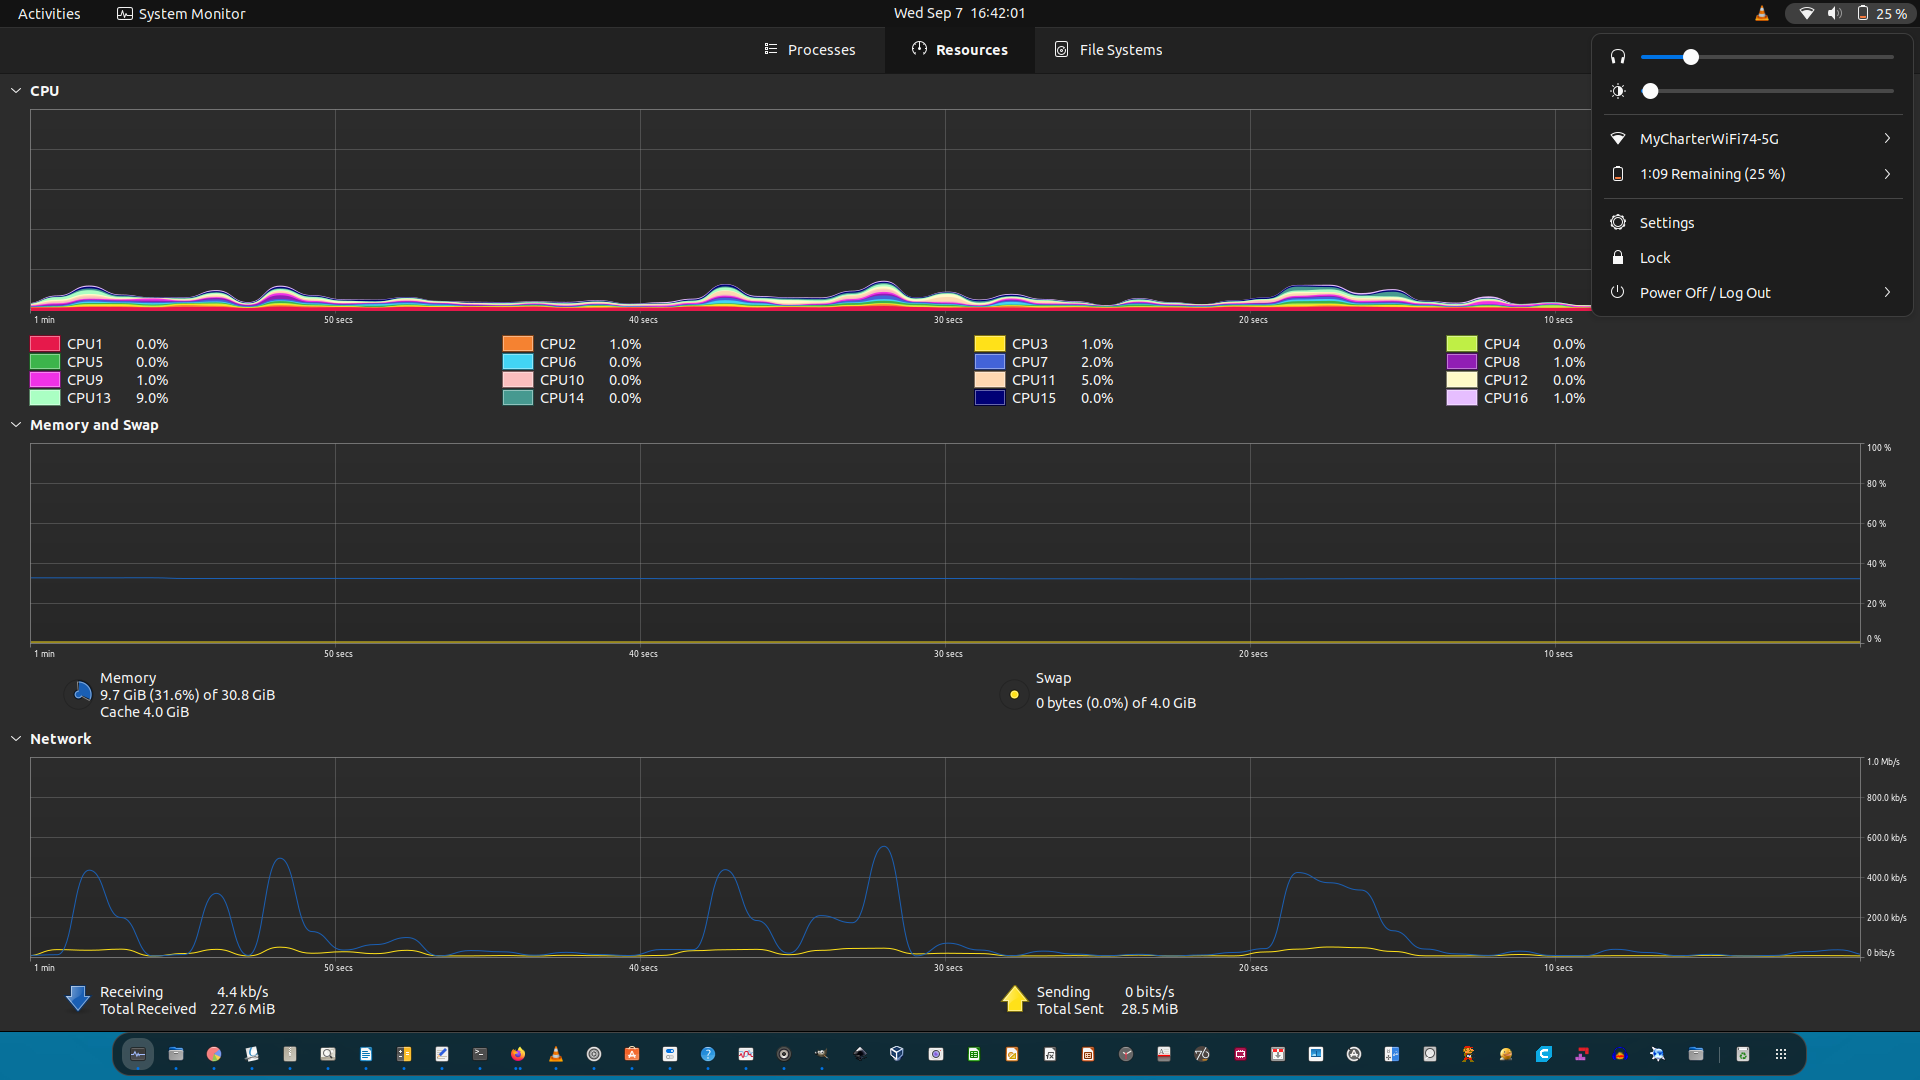 Activities
System Monitor
Wed Sep 7  16:42:01
25 %
Processes
Resources
File Systems
MyCharterWiFi74-5G
1:09 Remaining (25 %)
Settings
Lock
Power Off / Log Out
CPU
1 min
50 secs
40 secs
30 secs
20 secs
10 secs
CPU1 0.0%
CPU2 1.0%
CPU3 1.0%
CPU4 0.0%
CPU5 0.0%
CPU6 0.0%
CPU7 2.0%
CPU8 1.0%
CPU9 1.0%
CPU10 0.0%
CPU11 5.0%
CPU12 0.0%
CPU13 9.0%
CPU14 0.0%
CPU15 0.0%
CPU16 1.0%
Memory and Swap
100 %
80 %
60 %
40 %
20 %
0 %
1 min
50 secs
40 secs
30 secs
20 secs
10 secs
Memory
9.7 GiB (31.6%) of 30.8 GiB
Cache 4.0 GiB
Swap
0 bytes (0.0%) of 4.0 GiB
Network
1.0 Mb/s
800.0 kb/s
600.0 kb/s
400.0 kb/s
200.0 kb/s
0 bits/s
1 min
50 secs
40 secs
30 secs
20 secs
10 secs
Receiving 4.4 kb/s
Total Received 227.6 MiB
Sending 0 bits/s
Total Sent 28.5 MiB
76